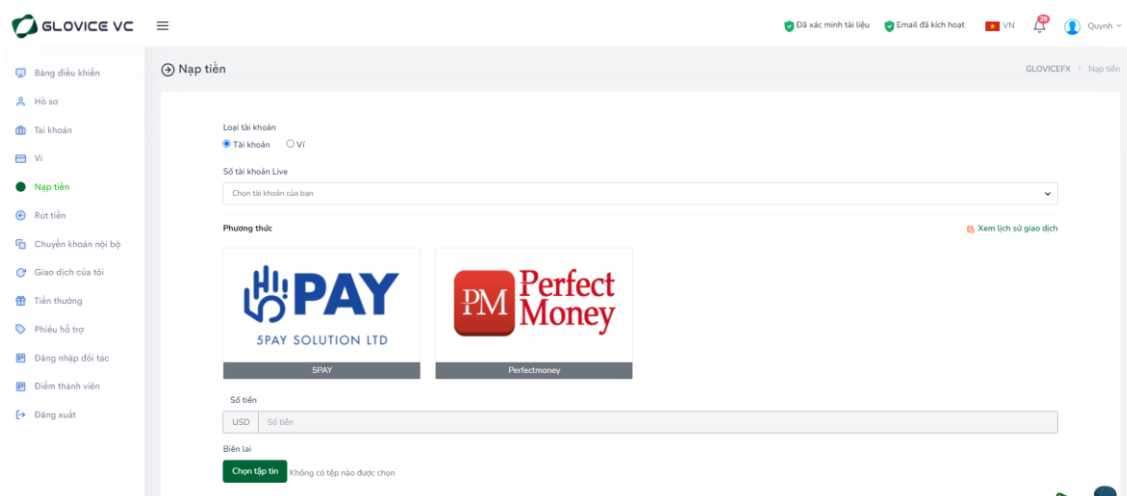 GLOVICE VC
Đã xác minh tài liệu
Email đã kích hoạt
VN
29
Quynh
Bảng điều khiển
Hồ sơ
Tài khoản
Ví
Nạp tiền
Rút tiền
Chuyển khoản nội bộ
Giao dịch của tôi
Tiền thưởng
Phiếu hỗ trợ
Đăng nhập đối tác
Điểm thành viên
Đăng xuất
Nạp tiền
GLOVICEFX Nạp tiền
Loại tài khoản
Tài khoản Ví
Số tài khoản Live
Chọn tài khoản của bạn
Phương thức
Xem lịch sử giao dịch
5PAY
5PAY SOLUTION LTD
5PAY
PM Perfect
Money
Perfectmoney
Số tiền
USD Số tiền
Biên lai
Chọn tập tin Không có tệp nào được chọn